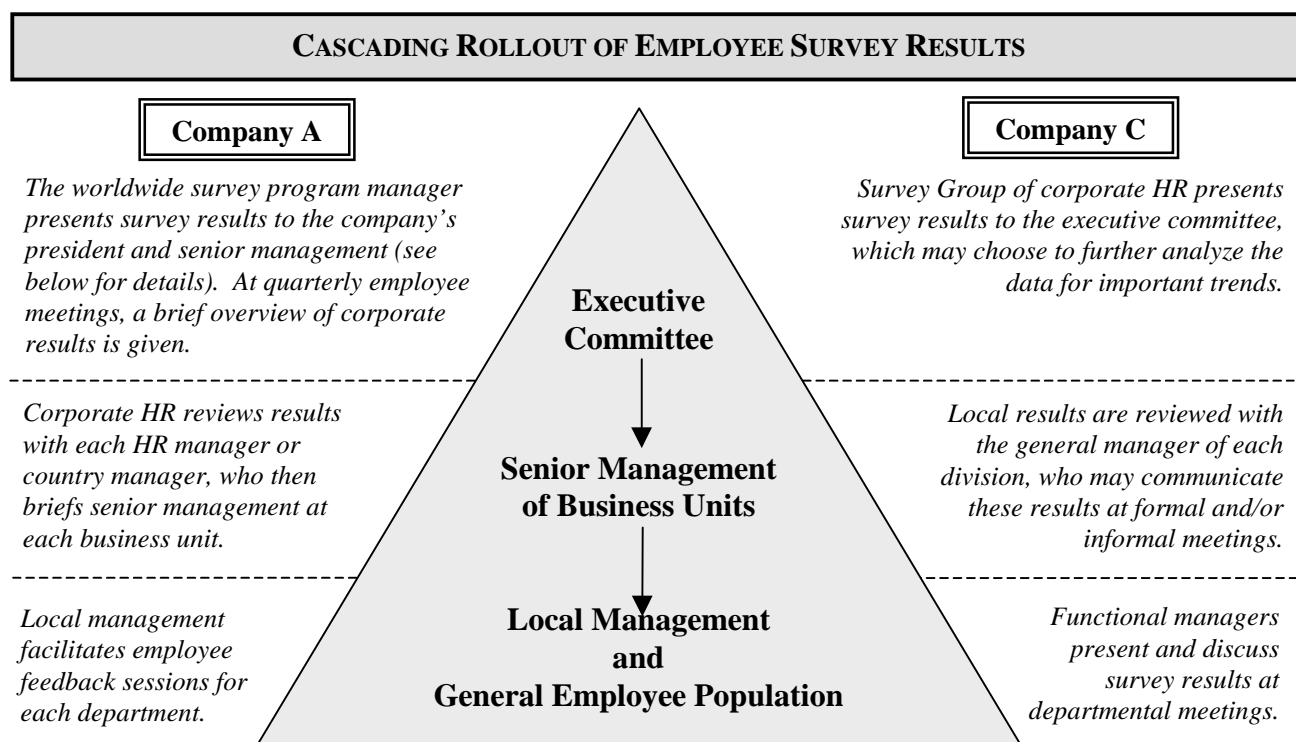 CASCADING ROLLOUT OF EMPLOYEE SURVEY RESULTS
Company A
The worldwide survey program manager
presents survey results to the company’s
president and senior management (see
below for details).  At quarterly employee
meetings, a brief overview of corporate
results is given.
Company C
Survey Group of corporate HR presents
survey results to the executive committee,
which may choose to further analyze the
data for important trends.
Executive
Committee
Corporate HR reviews results
with each HR manager or
country manager, who then
briefs senior management at
each business unit.
Senior Management
of Business Units
Local results are reviewed with
the general manager of each
division, who may communicate
these results at formal and/or
informal meetings.
Local management
facilitates employee
feedback sessions for
each department.
Local Management
and
General Employee Population
Functional managers
present and discuss
survey results at
departmental meetings.